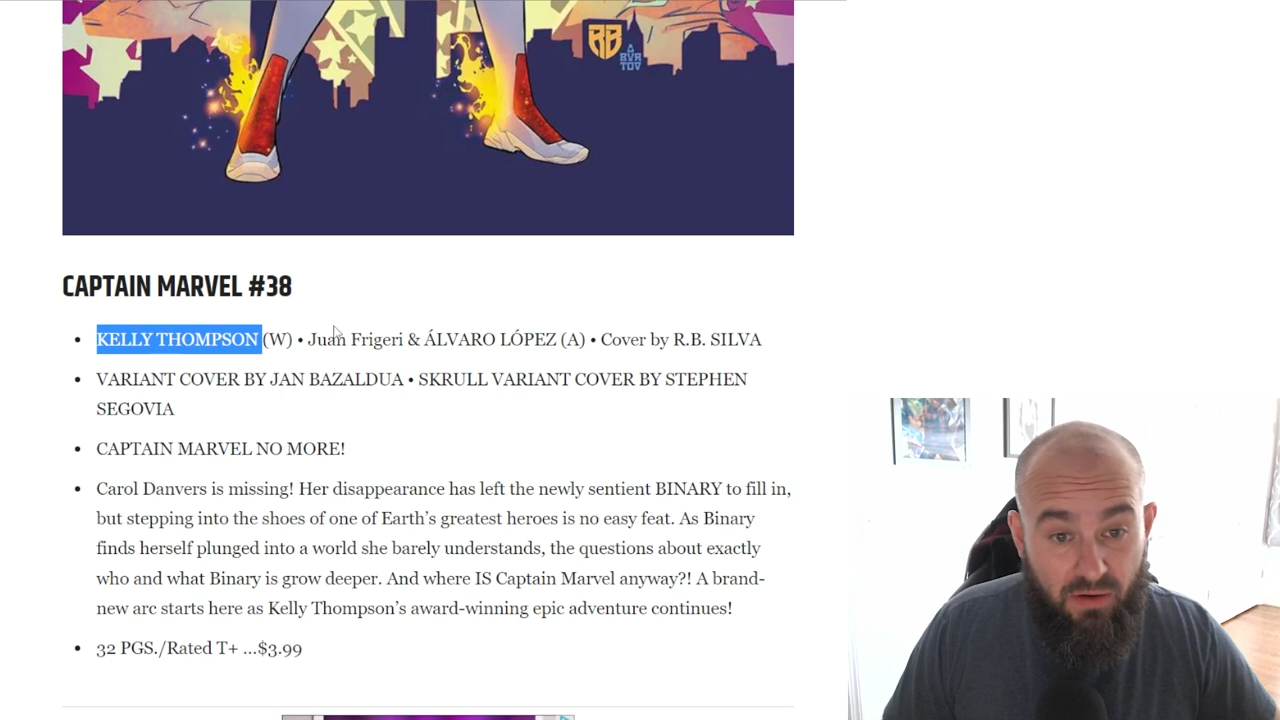 RB
BVR
TOV
CAPTAIN MARVEL #38
• KELLY THOMPSON (W) • Juan Frigeri & ÁLVARO LÓPEZ (A) • Cover by R.B. SILVA
• VARIANT COVER BY JAN BAZALDUA • SKRULL VARIANT COVER BY STEPHEN
SEGOVIA
• CAPTAIN MARVEL NO MORE!
• Carol Danvers is missing! Her disappearance has left the newly sentient BINARY to fill in,
but stepping into the shoes of one of Earth’s greatest heroes is no easy feat. As Binary
finds herself plunged into a world she barely understands, the questions about exactly
who and what Binary is grow deeper. And where IS Captain Marvel anyway?! A brand-
new arc starts here as Kelly Thompson’s award-winning epic adventure continues!
• 32 PGS./Rated T+ ...$3.99